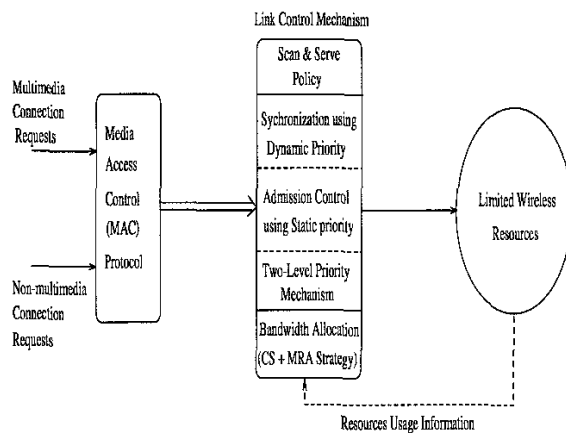 Link Control Mechanism
Scan & Serve
Policy
Sychronization using
Dynamic Priority
Admission Control
using Static priority
Two-Level Priority
Mechanism
Bandwidth Allocation
(CS + MRA Strategy)
Multimedia
Connection
Requests
Media
Access
Control
(MAC)
Protocol
Non-multimedia
Connection
Requests
Limited Wireless
Resources
Resources Usage Information